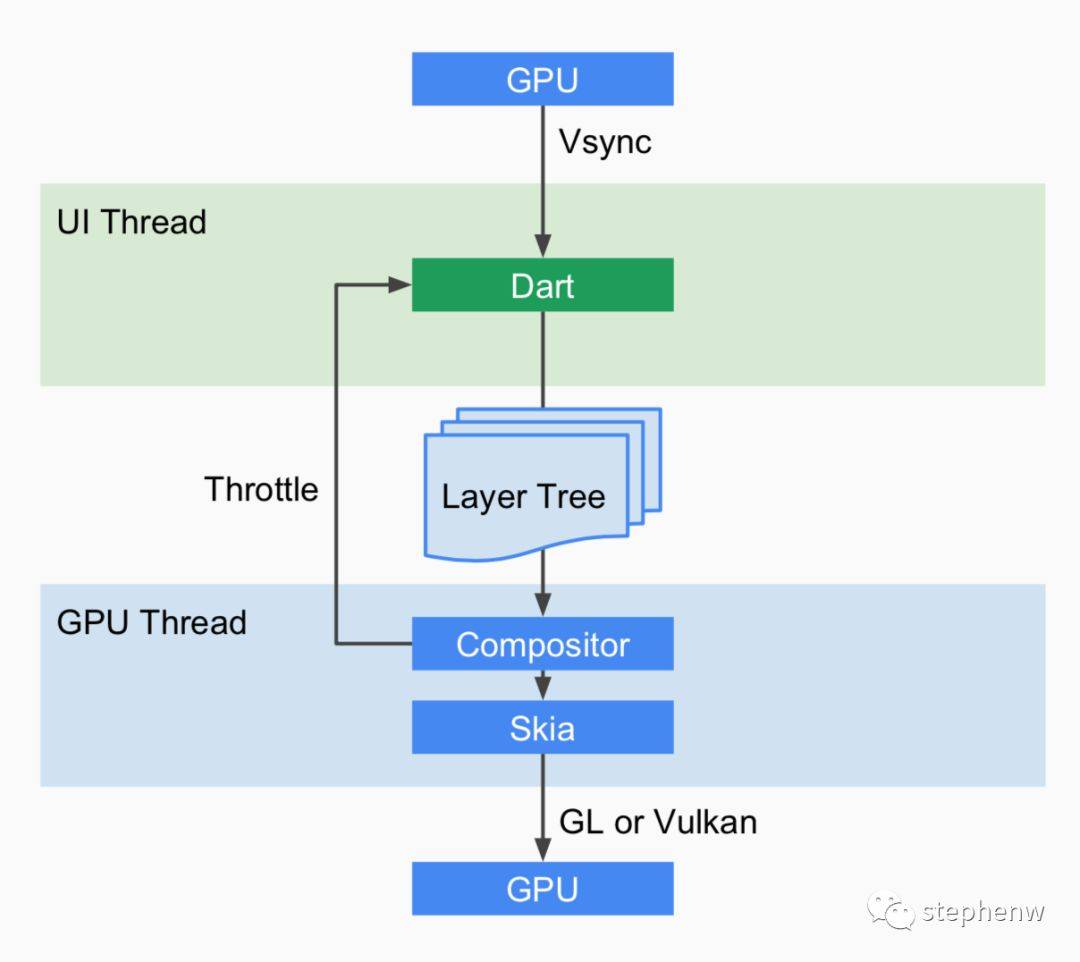 GPU
Vsync
UI Thread
Dart
Throttle
Layer Tree
GPU Thread
Compositor
Skia
GL or Vulkan
GPU
stephenw